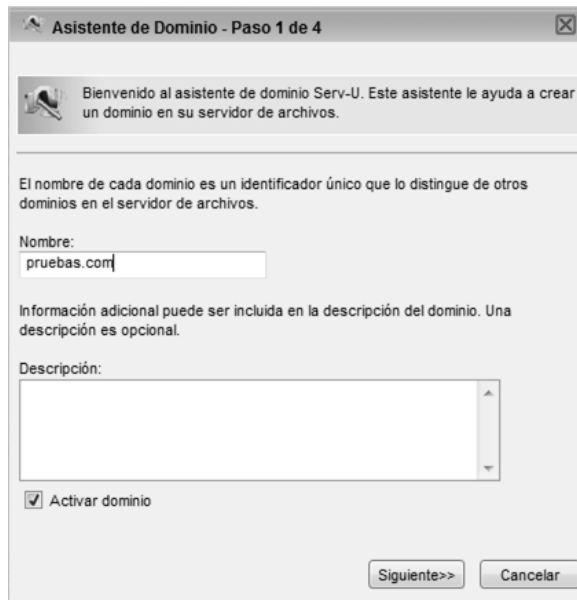 Asistente de Dominio - Paso 1 de 4
Bienvenido al asistente de dominio Serv-U. Este asistente le ayuda a crear
un dominio en su servidor de archivos.
El nombre de cada dominio es un identificador único que lo distingue de otros
dominios en el servidor de archivos.
Nombre:
pruebas.com
Información adicional puede ser incluida en la descripción del dominio. Una
descripción es opcional.
Descripción:
Activar dominio
Siguiente>>
Cancelar